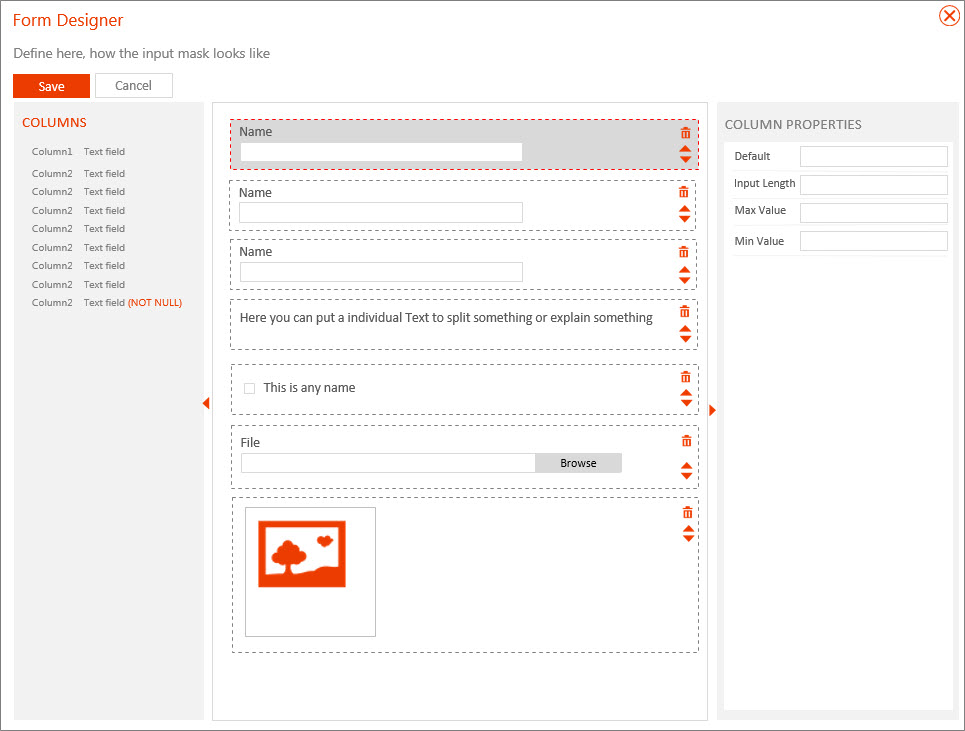 Form Designer
Define here, how the input mask looks like
Save Cancel
COLUMNS
Column1 Text field
Column2 Text field
Column2 Text field
Column2 Text field
Column2 Text field
Column2 Text field
Column2 Text field
Column2 Text field
Column2 Text field (NOT NULL)
Name
Name
Name
Here you can put a individual Text to split something or explain something
This is any name
File
Browse
COLUMN PROPERTIES
Default
Input Length
Max Value
Min Value